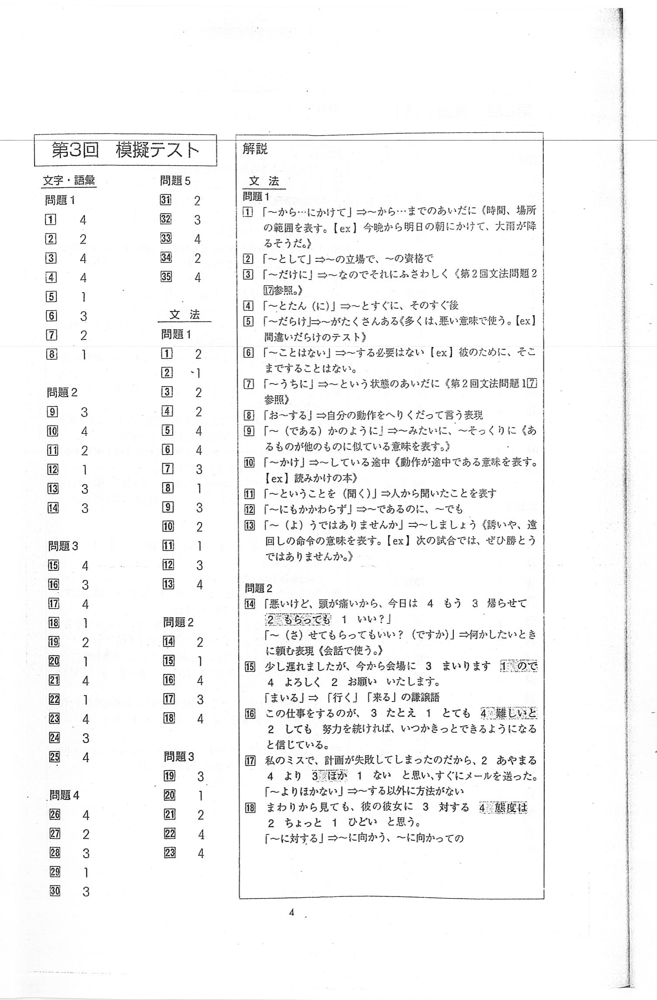 第3回　模擬テスト
文字・語彙
問題1
1 4
2 2
3 4
4 4
5 1
6 3
7 2
8 1
問題2
9 3
10 4
11 2
12 1
13 3
14 3
問題3
15 4
16 3
17 4
18 1
19 2
20 1
21 4
22 1
23 4
24 3
25 4
問題4
26 4
27 2
28 3
29 1
30 3
問題5
31 2
32 3
33 4
34 2
35 4
文　法
問題1
1 2
2 1
3 2
4 2
5 4
6 4
7 3
8 1
9 3
10 2
11 1
12 3
13 4
問題2
14 2
15 1
16 4
17 3
18 4
問題3
19 3
20 1
21 2
22 4
23 4
解説
文　法
問題1
1 「～から…にかけて」⇒～から…までのあいだに《時間、場所
の範囲を表す。【ex】今晩から明日の朝にかけて、大雨が降
るそうだ。》
2 「～として」⇒～の立場で、～の資格で
3 「～だけに」⇒～なのでそれにふさわしく《第2回文法問題2
17参照。》
4 「～とたん（に）」⇒～とすぐに、そのすぐ後
5 「～だらけ」⇒～がたくさんある《多くは、悪い意味で使う。【ex】
間違いだらけのテスト》
6 「～ことはない」⇒～する必要はない【ex】彼のために、そこ
まですることはない。
7 「～うちに」⇒～という状態のあいだに《第2回文法問題1 7
参照》
8 「お～する」⇒自分の動作をへりくだって言う表現
9 「～（である）かのように」⇒～みたいに、～そっくりに《あ
るものが他のものに似ている意味を表す。》
10 「～かけ」⇒～している途中《動作が途中である意味を表す。
【ex】読みかけの本》
11 「～ということを（聞く）」⇒人から聞いたことを表す
12 「～にもかかわらず」⇒～であるのに、～でも
13 「～（よ）うではありませんか」⇒～しましょう《誘いや、遠
回しの命令の意味を表す。【ex】次の試合では、ぜひ勝とう
ではありませんか。》
問題2
14 「悪いけど、頭が痛いから、今日は　4　もう　3　帰らせて
2　もらっても　1　いい？」
「～（さ）せてもらってもいい？（ですか）」⇒何かしたいとき
に頼む表現《会話で使う。》
15 少し遅れましたが、今から会場に　3　まいります　1　ので
4　よろしく　2　お願い　いたします。
「まいる」⇒「行く」「来る」の謙譲語
16 この仕事をするのが、3　たとえ　1　とても　4　難しいと
2　しても　努力を続ければ、いつかきっとできるようになる
と信じている。
17 私のミスで、計画が失敗してしまったのだから、2　あやまる
4　より　3　ほか　1　ない　と思い、すぐにメールを送った。
「～よりほかない」⇒～する以外に方法がない
18 まわりから見ても、彼の彼女に　3　対する　4　態度は
2　ちょっと　1　ひどい　と思う。
「～に対する」⇒～に向かう、～に向かっての
4